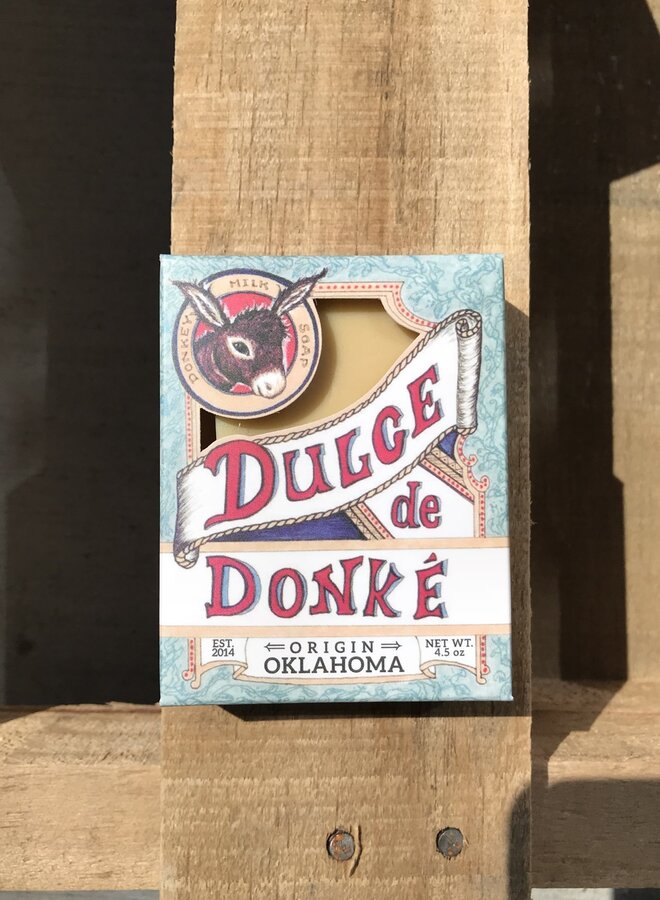 DONKEY MILK SOAP
DULCE
de
DONKÉ
EST.
2014
⇐ ORIGIN ⇒
OKLAHOMA
NET WT.
4.5 oz